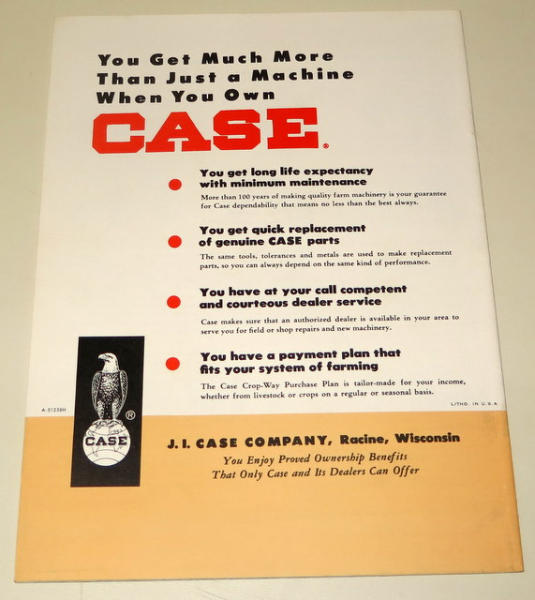 You Get Much More
Than Just a Machine
When You Own
CASE®
You get long life expectancy
with minimum maintenance
More than 100 years of making quality farm machinery is your guarantee
for Case dependability that means no less than the best always.
You get quick replacement
of genuine CASE parts
The same tools, tolerances and metals are used to make replacement
parts, so you can always depend on the same kind of performance.
You have at your call competent
and courteous dealer service
Case makes sure that an authorized dealer is available in your area to
serve you for field or shop repairs and new machinery.
You have a payment plan that
fits your system of farming
The Case Crop-Way Purchase Plan is tailor-made for your income,
whether from livestock or crops on a regular or seasonal basis.
LITHO. IN U.S.A
®
CASE
J. I. CASE COMPANY, Racine, Wisconsin
You Enjoy Proved Ownership Benefits
That Only Case and Its Dealers Can Offer